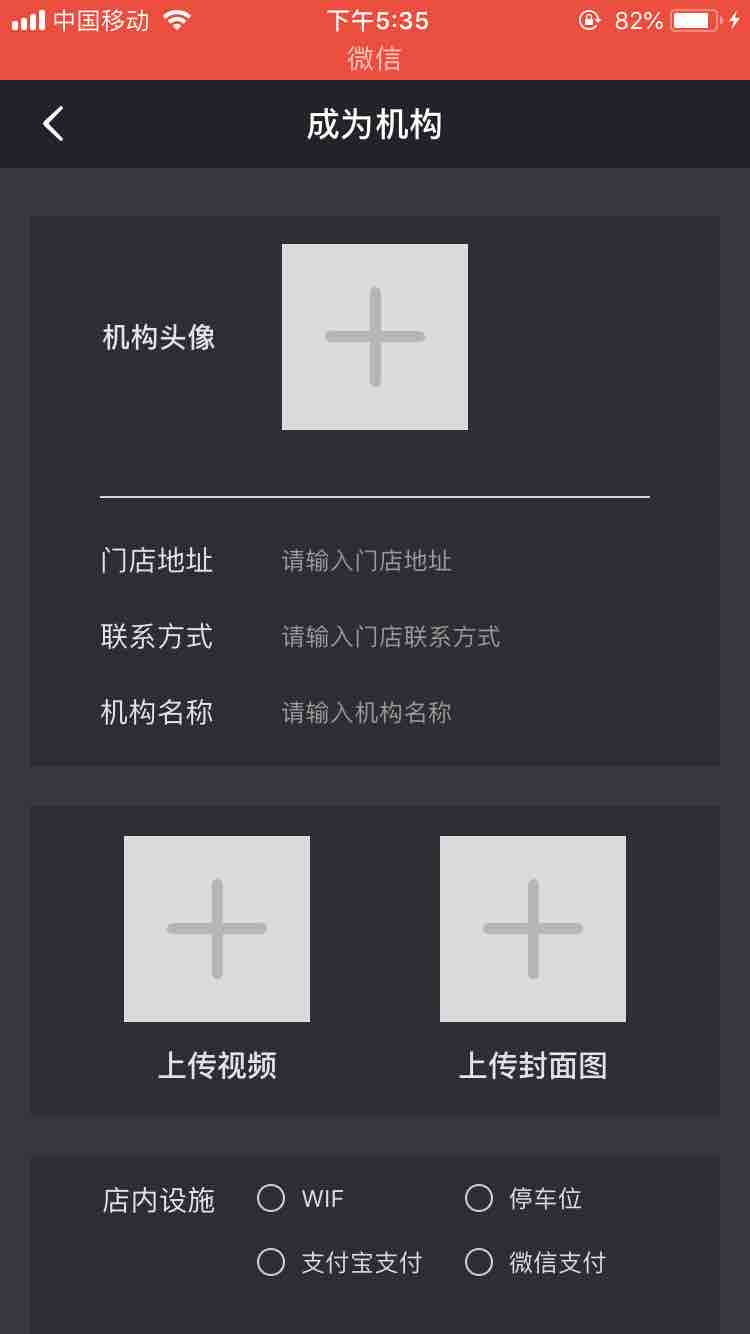 中国移动 下午5:35 82%
微信
成为机构
机构头像
门店地址 请输入门店地址
联系方式 请输入门店联系方式
机构名称 请输入机构名称
上传视频 上传封面图
店内设施 WIF 停车位
支付宝支付 微信支付